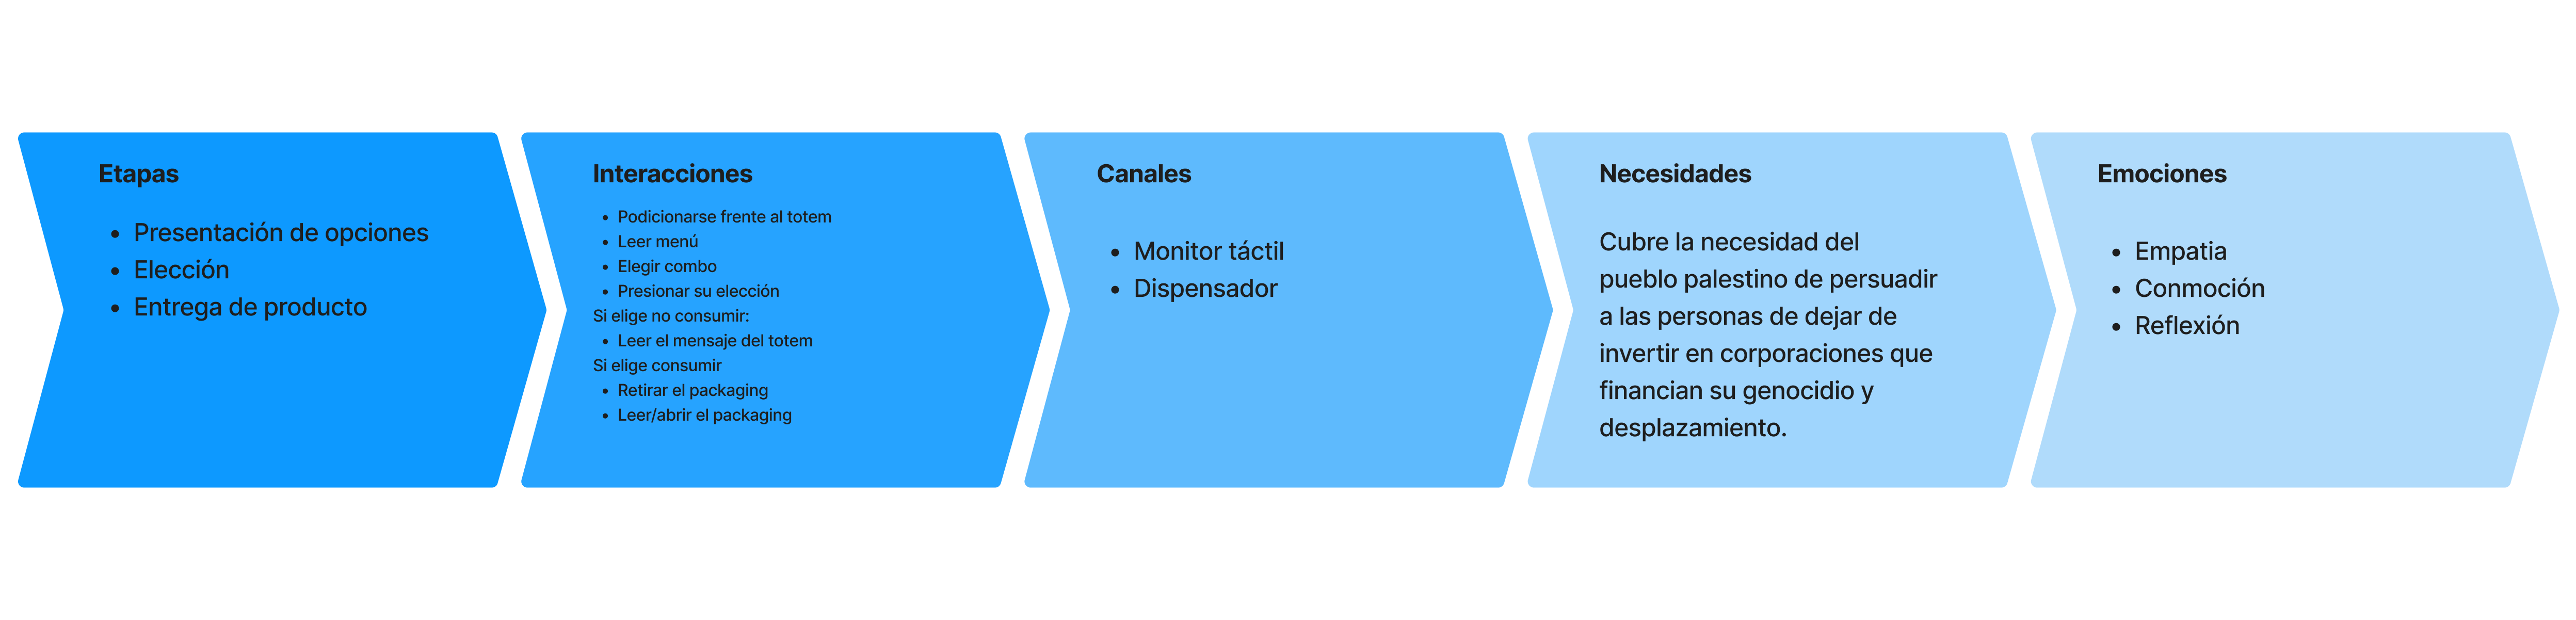 Etapas
Presentación de opciones
Elección
Entrega de producto
Interacciones
Podicionarse frente al totem
Leer menú
Elegir combo
Presionar su elección
Si elige no consumir:
Leer el mensaje del totem
Si elige consumir
Retirar el packaging
Leer/abrir el packaging
Canales
Monitor táctil
Dispensador
Necesidades
Cubre la necesidad del
pueblo palestino de persuadir
a las personas de dejar de
invertir en corporaciones que
financian su genocidio y
desplazamiento.
Emociones
Empatia
Conmoción
Reflexión